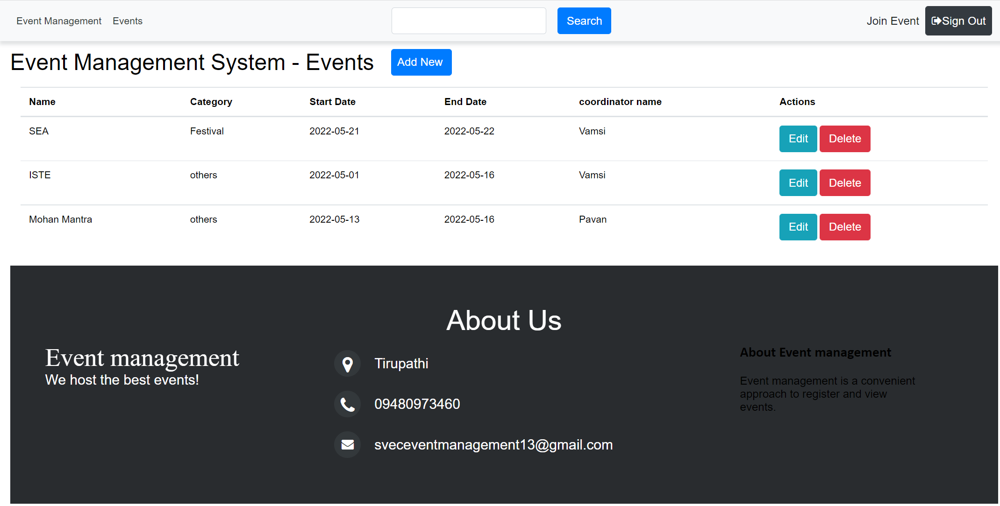 Event Management Events Search Join Event Sign Out
Event Management System - Events Add New
Name Category Start Date End Date coordinator name Actions
SEA Festival 2022-05-21 2022-05-22 Vamsi Edit Delete
ISTE others 2022-05-01 2022-05-16 Vamsi Edit Delete
Mohan Mantra others 2022-05-13 2022-05-16 Pavan Edit Delete
About Us
Event management
We host the best events!
Tirupathi
09480973460
sveceventmanagement13@gmail.com
About Event management
Event management is a convenient
approach to register and view
events.